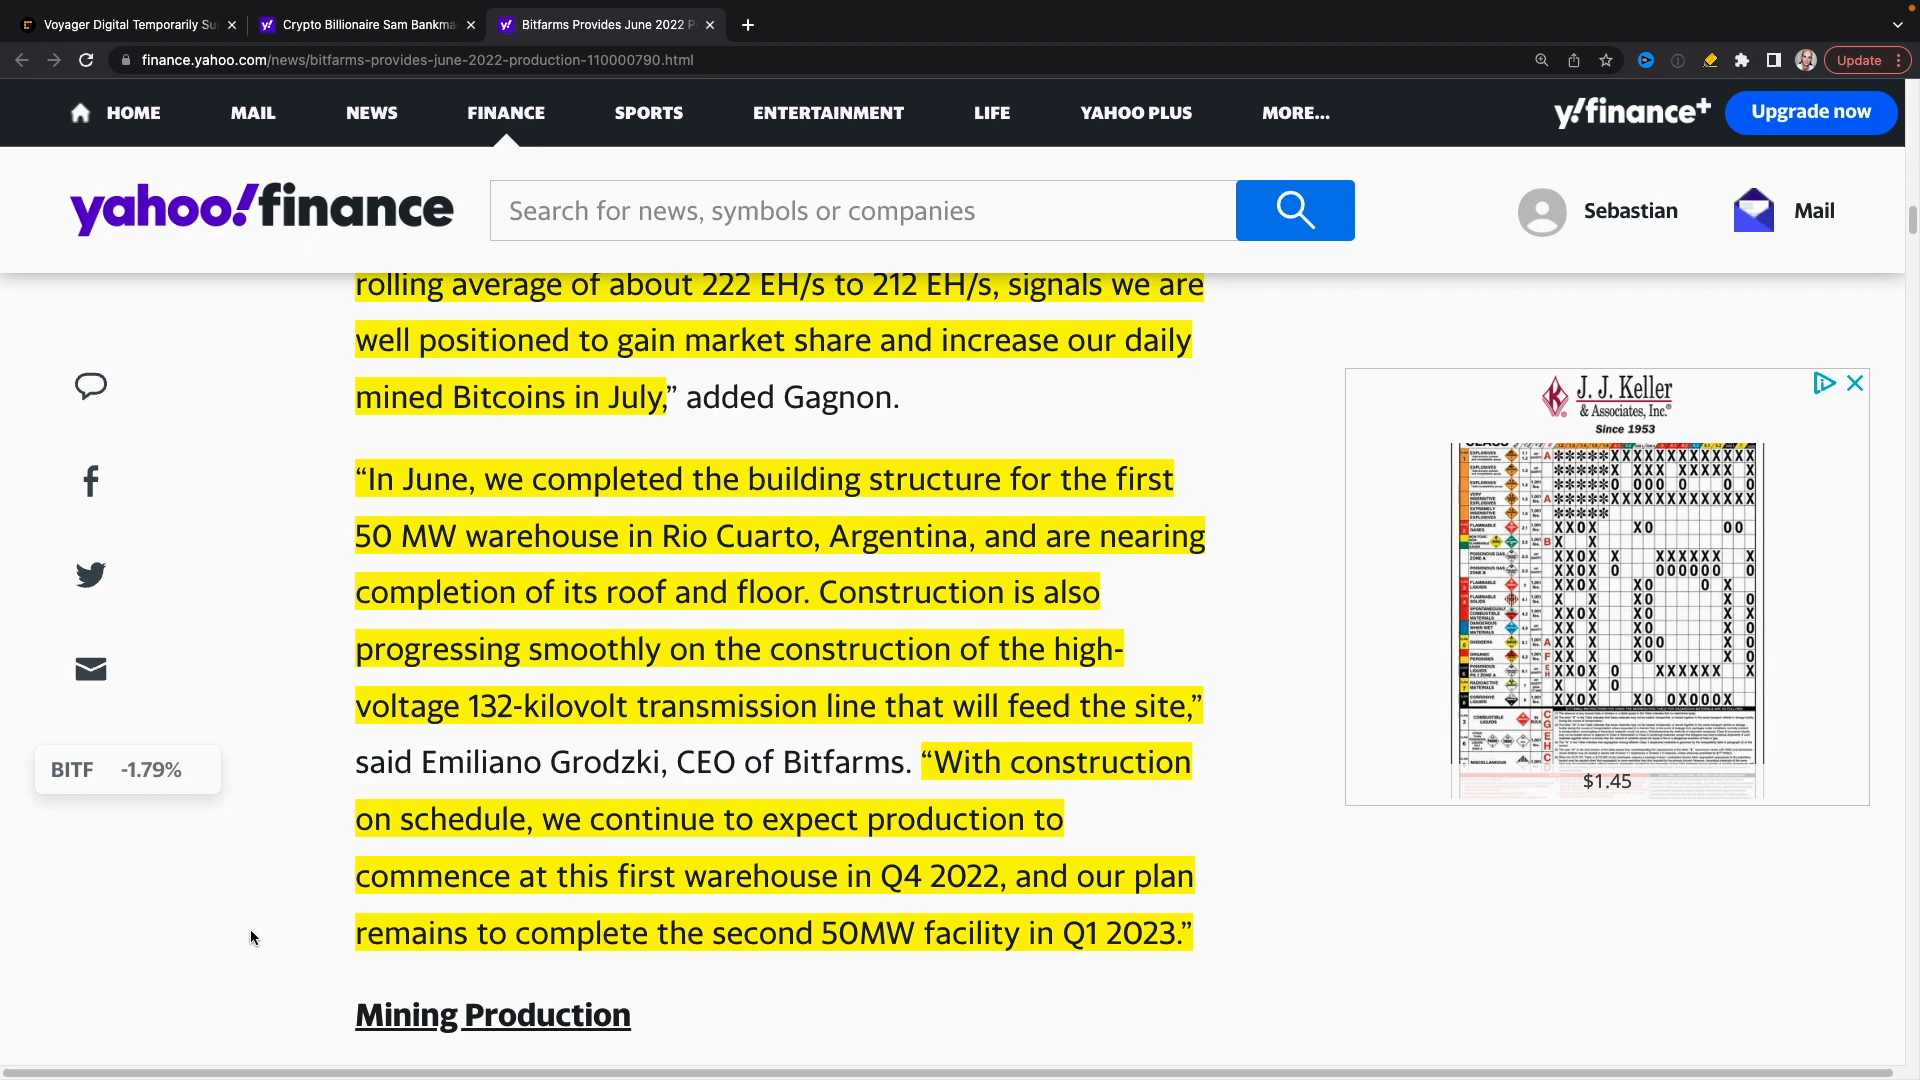 Voyager Digital Temporarily Su
Crypto Billionaire Sam Bankma
Bitfarms Provides June 2022 P
finance.yahoo.com/news/bitfarms-provides-june-2022-production-110000790.html
Update
HOME
MAIL
NEWS
FINANCE
SPORTS
ENTERTAINMENT
LIFE
YAHOO PLUS
MORE...
y!finance+
Upgrade now
yahoo!finance
Search for news, symbols or companies
Sebastian
Mail
rolling average of about 222 EH/s to 212 EH/s, signals we are
well positioned to gain market share and increase our daily
mined Bitcoins in July,” added Gagnon.
“In June, we completed the building structure for the first
50 MW warehouse in Rio Cuarto, Argentina, and are nearing
completion of its roof and floor. Construction is also
progressing smoothly on the construction of the high-
voltage 132-kilovolt transmission line that will feed the site,”
said Emiliano Grodzki, CEO of Bitfarms. “With construction
on schedule, we continue to expect production to
commence at this first warehouse in Q4 2022, and our plan
remains to complete the second 50MW facility in Q1 2023.”
Mining Production
BITF -1.79%
J. J. Keller
& Associates, Inc.®
Since 1953
$1.45